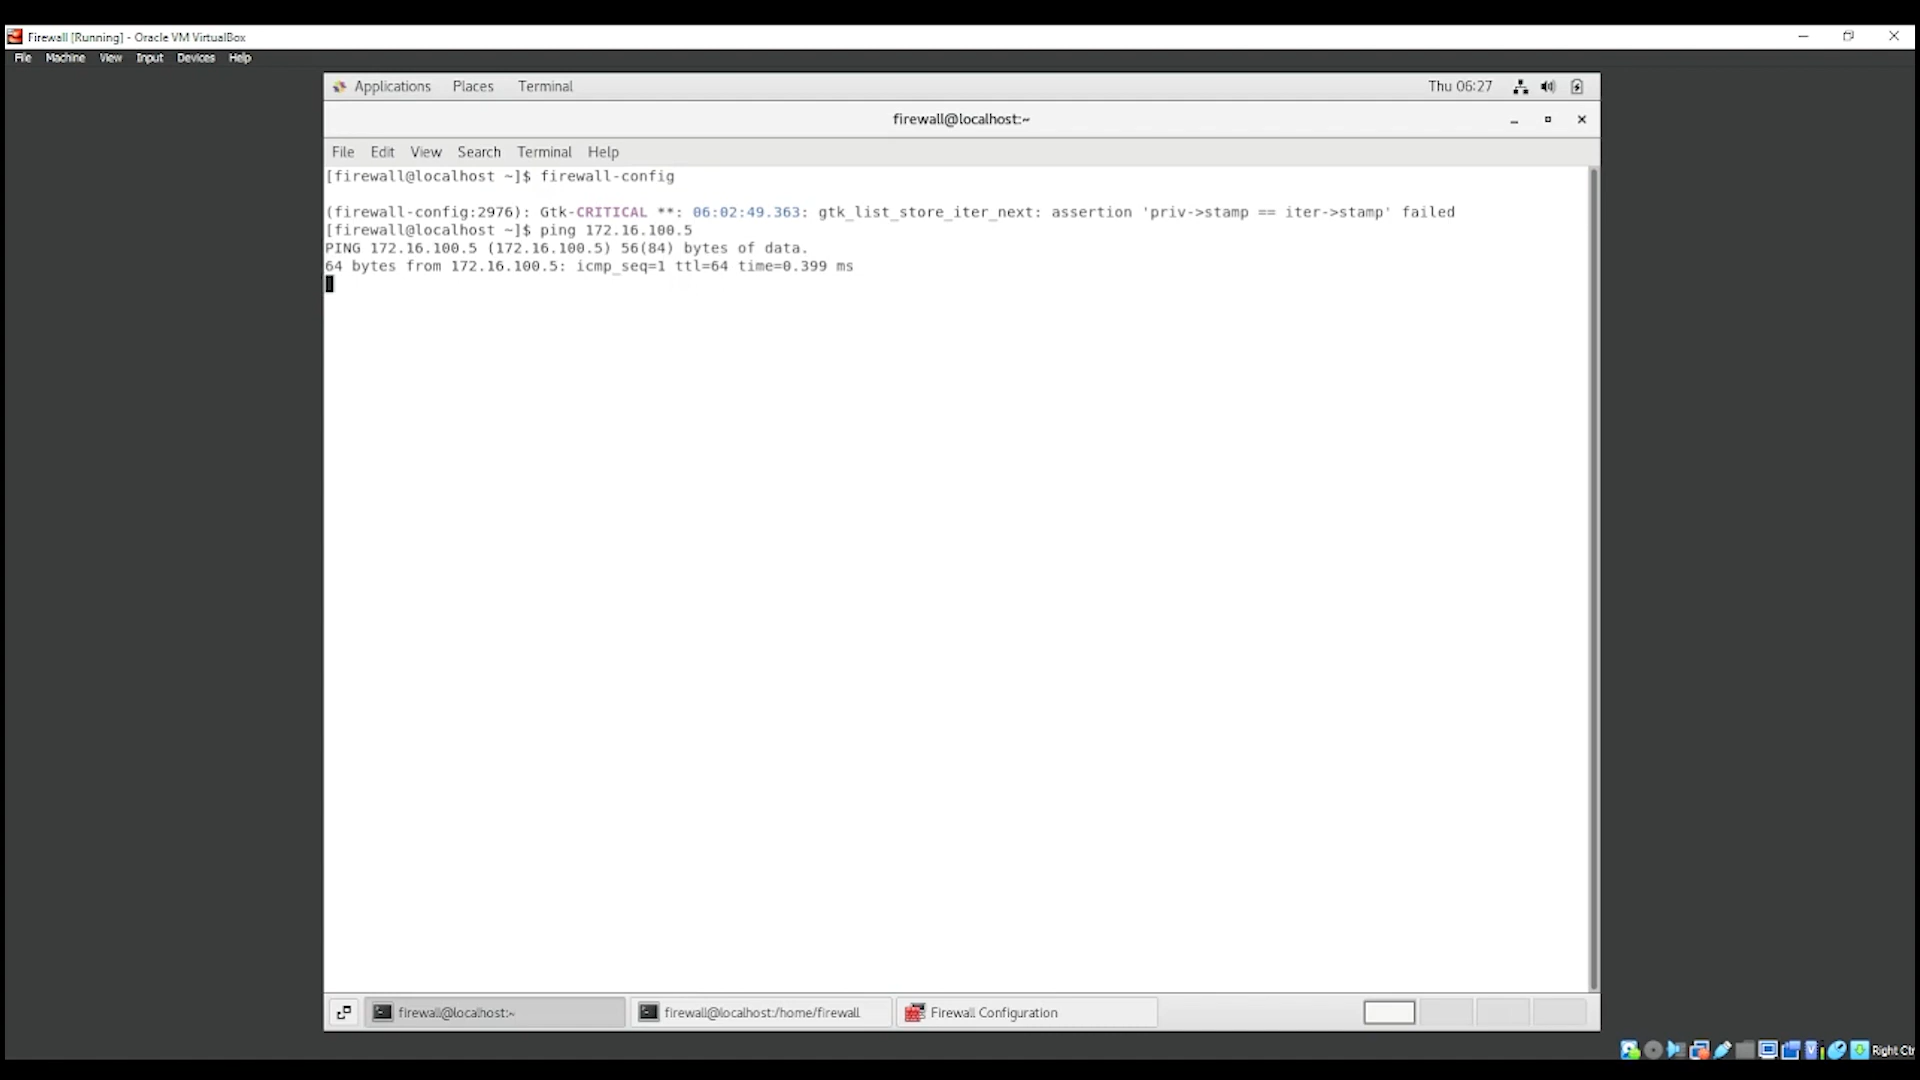 Firewall [Running] - Oracle VM VirtualBox
File Machine View Input Devices Help
Applications Places Terminal Thu 06:27
firewall@localhost:~
File Edit View Search Terminal Help
[firewall@localhost ~]$ firewall-config
(firewall-config:2976): Gtk-CRITICAL **: 06:02:49.363: gtk_list_store_iter_next: assertion 'priv->stamp == iter->stamp' failed
[firewall@localhost ~]$ ping 172.16.100.5
PING 172.16.100.5 (172.16.100.5) 56(84) bytes of data.
64 bytes from 172.16.100.5: icmp_seq=1 ttl=64 time=0.399 ms
firewall@localhost:~ firewall@localhost:/home/firewall Firewall Configuration
Right Ctr